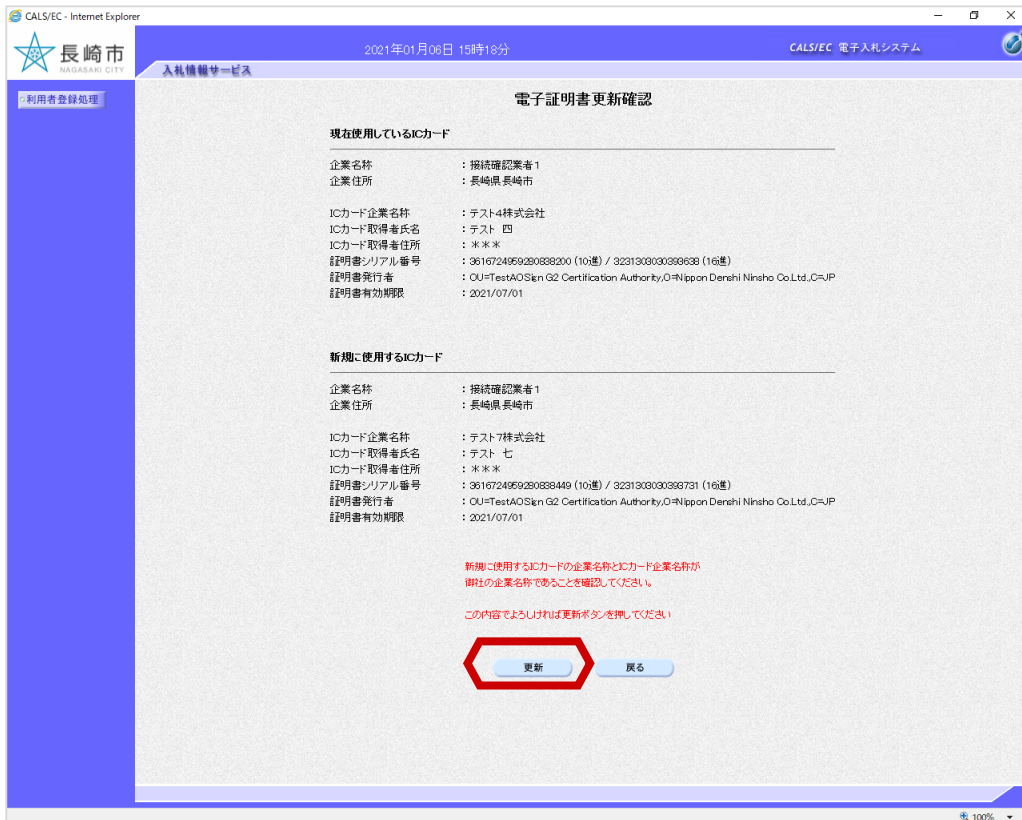 CALS/EC - Internet Explorer
長崎市
NAGASAKI CITY
2021年01月06日 15時18分
CALS/EC 電子入札システム
入札情報サービス
○利用者登録処理
電子証明書更新確認
現在使用しているICカード
企業名称 ：接続確認業者1
企業住所 ：長崎県長崎市
ICカード企業名称 ：テスト4株式会社
ICカード取得者氏名 ：テスト 四
ICカード取得者住所 ：＊＊＊
証明書シリアル番号 ：3616724959280838200 (10進) / 3231303030393638 (16進)
証明書発行者 ：OU=TestAOSign G2 Certification Authority,O=Nippon Denshi Ninsho Co.Ltd.,C=JP
証明書有効期限 ：2021/07/01
新規に使用するICカード
企業名称 ：接続確認業者1
企業住所 ：長崎県長崎市
ICカード企業名称 ：テスト7株式会社
ICカード取得者氏名 ：テスト 七
ICカード取得者住所 ：＊＊＊
証明書シリアル番号 ：3616724959280838449 (10進) / 3231303030393731 (16進)
証明書発行者 ：OU=TestAOSign G2 Certification Authority,O=Nippon Denshi Ninsho Co.Ltd.,C=JP
証明書有効期限 ：2021/07/01
新規に使用するICカードの企業名称とICカード企業名称が
御社の企業名称であることを確認してください。
この内容でよろしければ更新ボタンを押してください
更新 戻る
100%